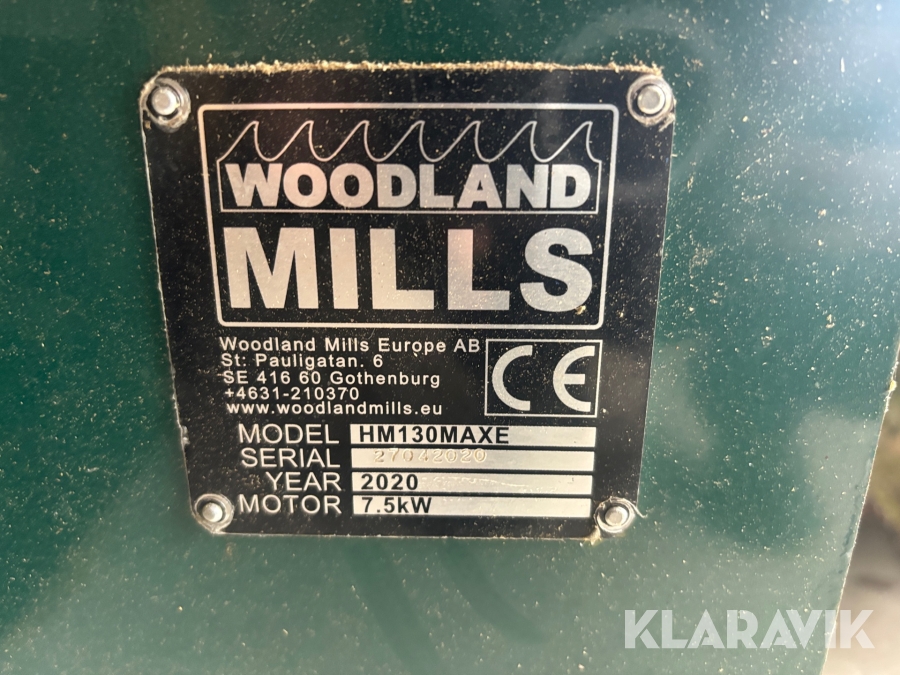 WOODLAND
MILLS
Woodland Mills Europe AB
St: Pauligatan. 6
SE 416 60 Gothenburg
+4631-210370
www.woodlandmills.eu
CE
MODEL HM130MAXE
SERIAL 27042020
YEAR 2020
MOTOR 7.5kW
KLARAVIK